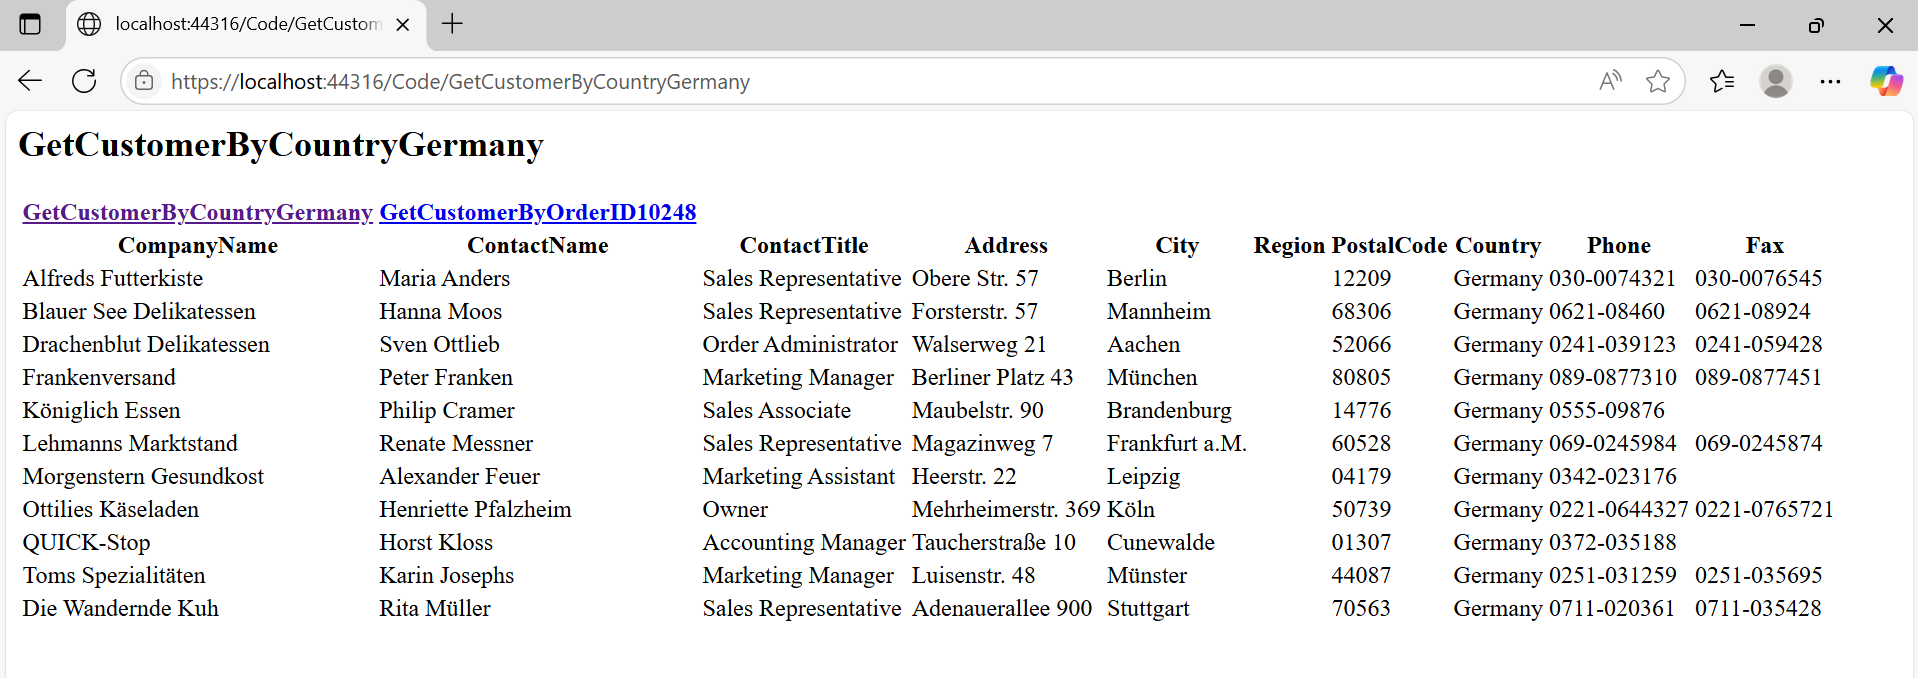 localhost:44316/Code/GetCustom
https://localhost:44316/Code/GetCustomerByCountryGermany
GetCustomerByCountryGermany
GetCustomerByCountryGermany GetCustomerByOrderID10248
CompanyName ContactName ContactTitle Address City Region PostalCode Country Phone Fax
Alfreds Futterkiste Maria Anders Sales Representative Obere Str. 57 Berlin 12209 Germany 030-0074321 030-0076545
Blauer See Delikatessen Hanna Moos Sales Representative Forsterstr. 57 Mannheim 68306 Germany 0621-08460 0621-08924
Drachenblut Delikatessen Sven Ottlieb Order Administrator Walserweg 21 Aachen 52066 Germany 0241-039123 0241-059428
Frankenversand Peter Franken Marketing Manager Berliner Platz 43 München 80805 Germany 089-0877310 089-0877451
Königlich Essen Philip Cramer Sales Associate Maubelstr. 90 Brandenburg 14776 Germany 0555-09876
Lehmanns Marktstand Renate Messner Sales Representative Magazinweg 7 Frankfurt a.M. 60528 Germany 069-0245984 069-0245874
Morgenstern Gesundkost Alexander Feuer Marketing Assistant Heerstr. 22 Leipzig 04179 Germany 0342-023176
Ottilies Käseladen Henriette Pfalzheim Owner Mehrheimerstr. 369 Köln 50739 Germany 0221-0644327 0221-0765721
QUICK-Stop Horst Kloss Accounting Manager Taucherstraße 10 Cunewalde 01307 Germany 0372-035188
Toms Spezialitäten Karin Josephs Marketing Manager Luisenstr. 48 Münster 44087 Germany 0251-031259 0251-035695
Die Wandernde Kuh Rita Müller Sales Representative Adenauerallee 900 Stuttgart 70563 Germany 0711-020361 0711-035428